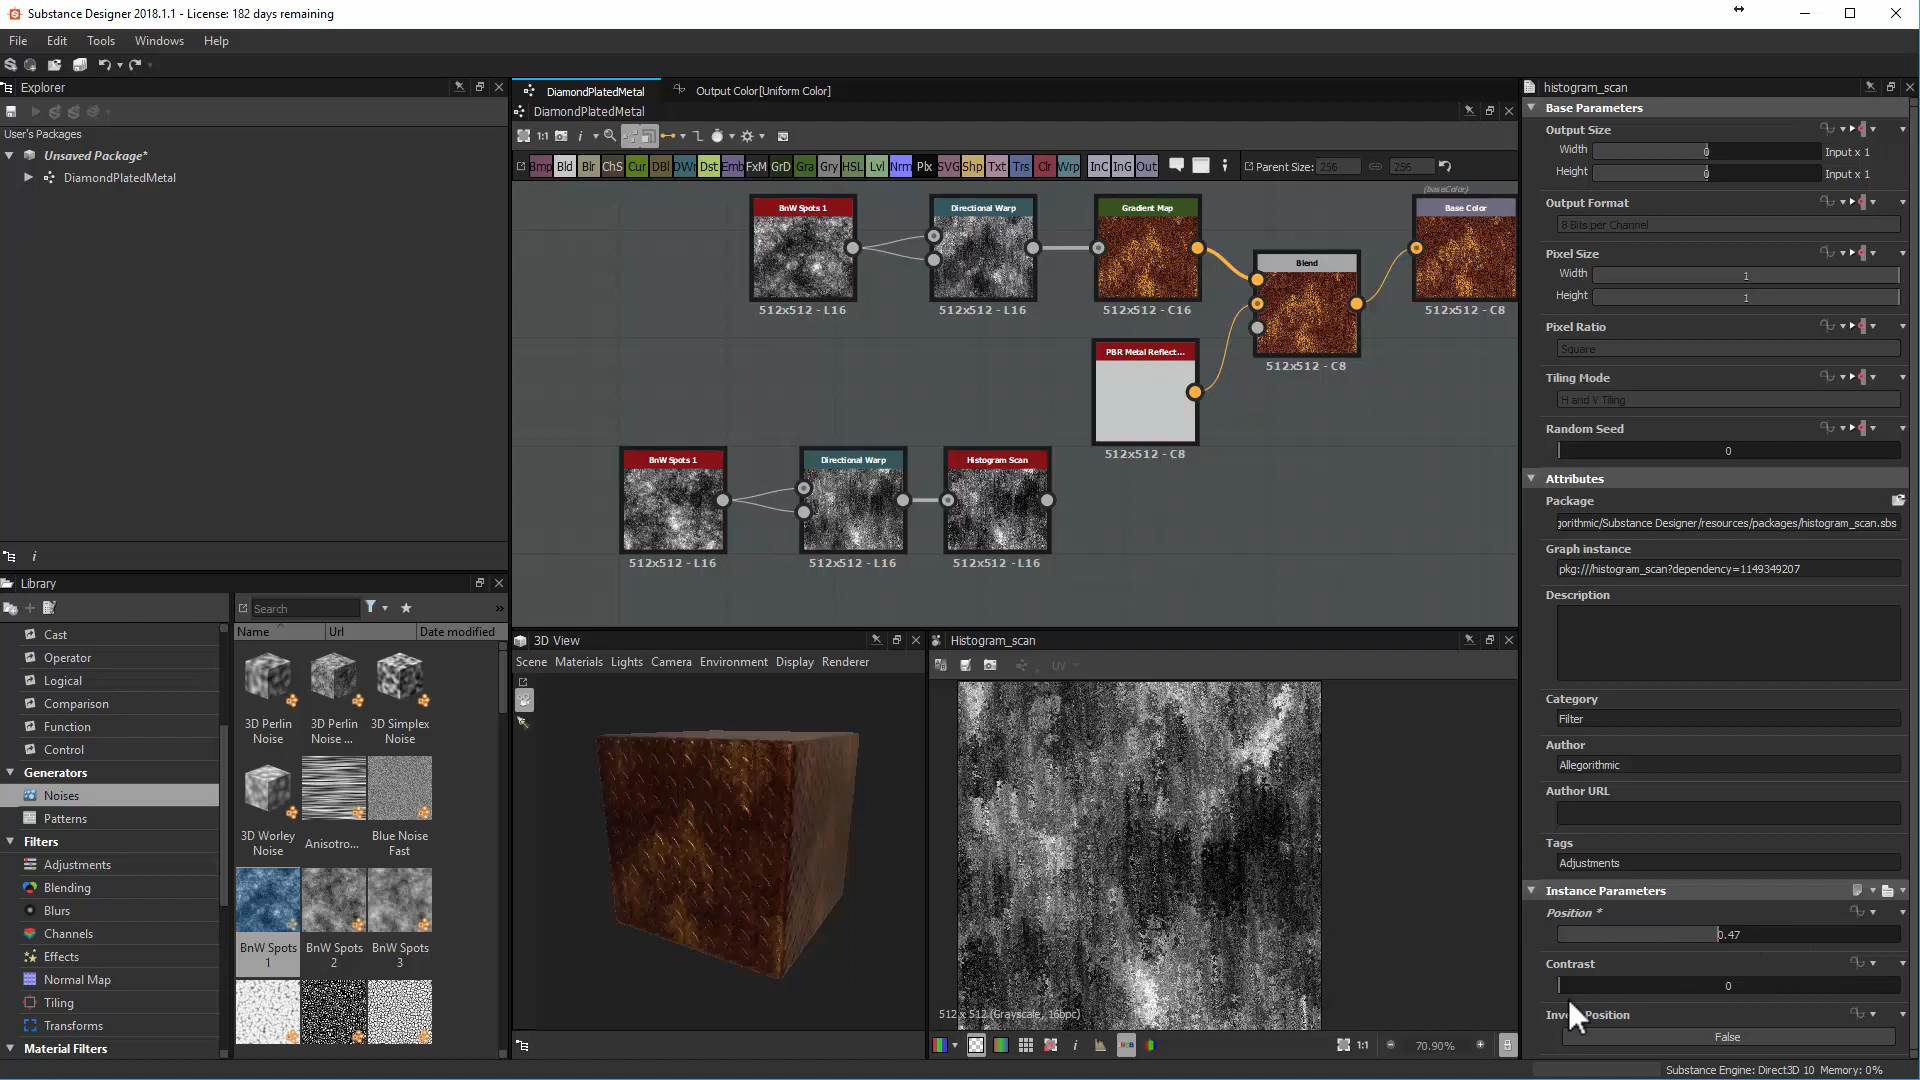 Substance Designer 2018.1.1 - License: 182 days remaining
File Edit Tools Windows Help
Explorer
User's Packages
Unsaved Package*
DiamondPlatedMetal
Library
Search
Name Url Date modified
Cast
Operator
Logical
Comparison
Function
Control
Generators
Noises
Patterns
Filters
Adjustments
Blending
Blurs
Channels
Effects
Normal Map
Tiling
Transforms
Material Filters
3D Perlin Noise
3D Perlin Noise ...
3D Simplex Noise
3D Worley Noise
Anisotro...
Blue Noise Fast
BnW Spots 1
BnW Spots 2
BnW Spots 3
DiamondPlatedMetal
Output Color[Uniform Color]
DiamondPlatedMetal
1:1
Bmp Bld Blr ChS Cur DBl DWr Dst Emb FxM GrD Gra Gry HSL Lvl Nrm Plx SVG Shp Txt Trs Clr Wrp InC InG Out
Parent Size: 256 256
(baseColor)
BnW Spots 1
512x512 - L16
Directional Warp
512x512 - L16
Gradient Map
512x512 - C16
Blend
512x512 - C8
Base Color
512x512 - C8
PBR Metal Reflect...
512x512 - C8
BnW Spots 1
512x512 - L16
Directional Warp
512x512 - L16
Histogram Scan
512x512 - L16
3D View
Scene Materials Lights Camera Environment Display Renderer
Histogram_scan
UV
512 x 512 (Grayscale, 16bpc)
1:1
70.90%
histogram_scan
Base Parameters
Output Size
Width 0 Input x 1
Height 0 Input x 1
Output Format
8 Bits per Channel
Pixel Size
Width 1
Height 1
Pixel Ratio
Square
Tiling Mode
H and V Tiling
Random Seed
0
Attributes
Package
gorithmic/Substance Designer/resources/packages/histogram_scan.sbs
Graph instance
pkg:///histogram_scan?dependency=1149349207
Description
Category
Filter
Author
Allegorithmic
Author URL
Tags
Adjustments
Instance Parameters
Position *
0.47
Contrast
0
Position
False
Substance Engine: Direct3D 10 Memory: 0%